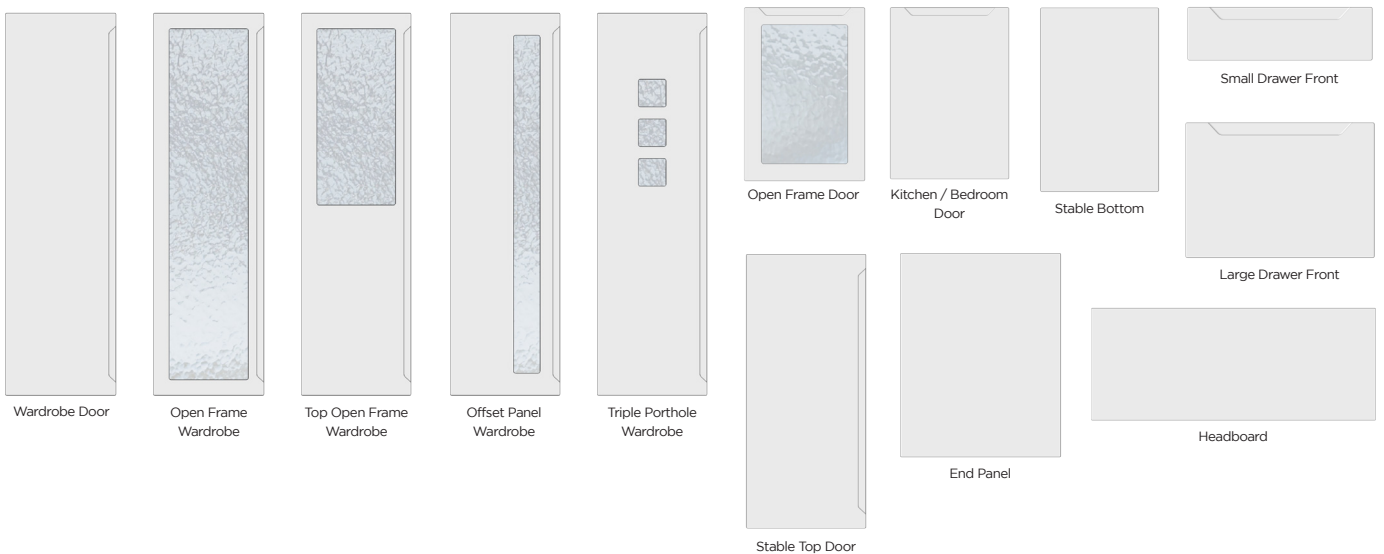 Wardrobe Door
Open Frame
Wardrobe
Top Open Frame
Wardrobe
Offset Panel
Wardrobe
Triple Porthole
Wardrobe
Open Frame Door
Kitchen / Bedroom
Door
Stable Bottom
Small Drawer Front
Large Drawer Front
Stable Top Door
End Panel
Headboard